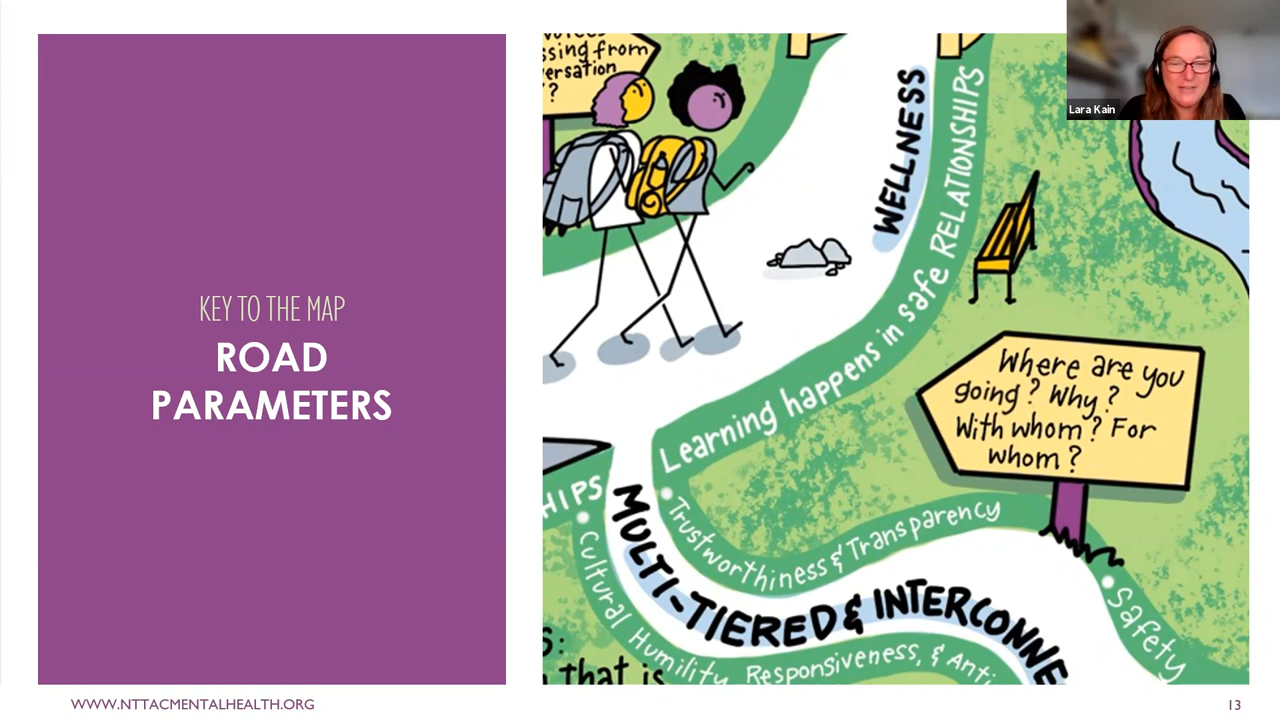 KEY TO THE MAP
ROAD
PARAMETERS
ssing from
?
WELLNESS
Learning happens in safe RELATIONSHIPS
Where are you
going? Why?
With whom? For
whom?
HIPS
Trustworthiness & Transparency
MULTI-TIERED & INTERCONNE
Cultural Humility, Responsiveness, & Anti
Safety
S:
that is
Lara Kain
WWW.NTTACMENTALHEALTH.ORG
13